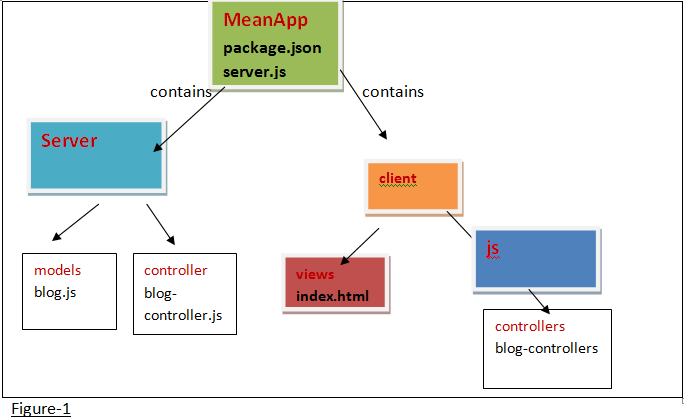 MeanApp
package.json
server.js
contains
contains
Server
client
models
blog.js
controller
blog-
controller.js
views
index.html
js
controllers
blog-controllers
Figure-1